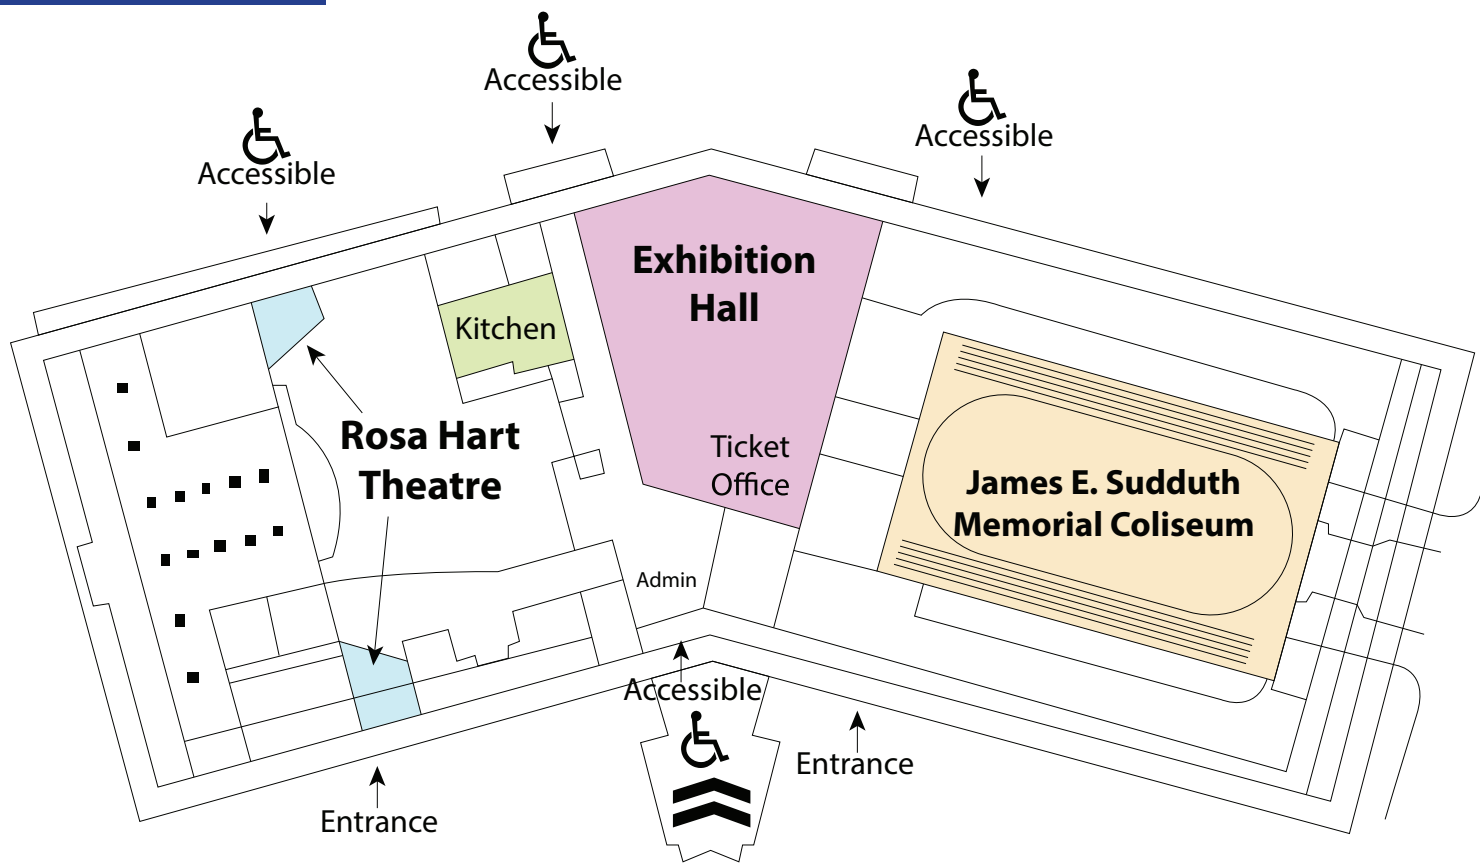 Accessible
Accessible
Accessible
Exhibition
Hall
Kitchen
Rosa Hart
Theatre
Ticket
Office
James E. Sudduth
Memorial Coliseum
Admin
Accessible
Entrance
Entrance